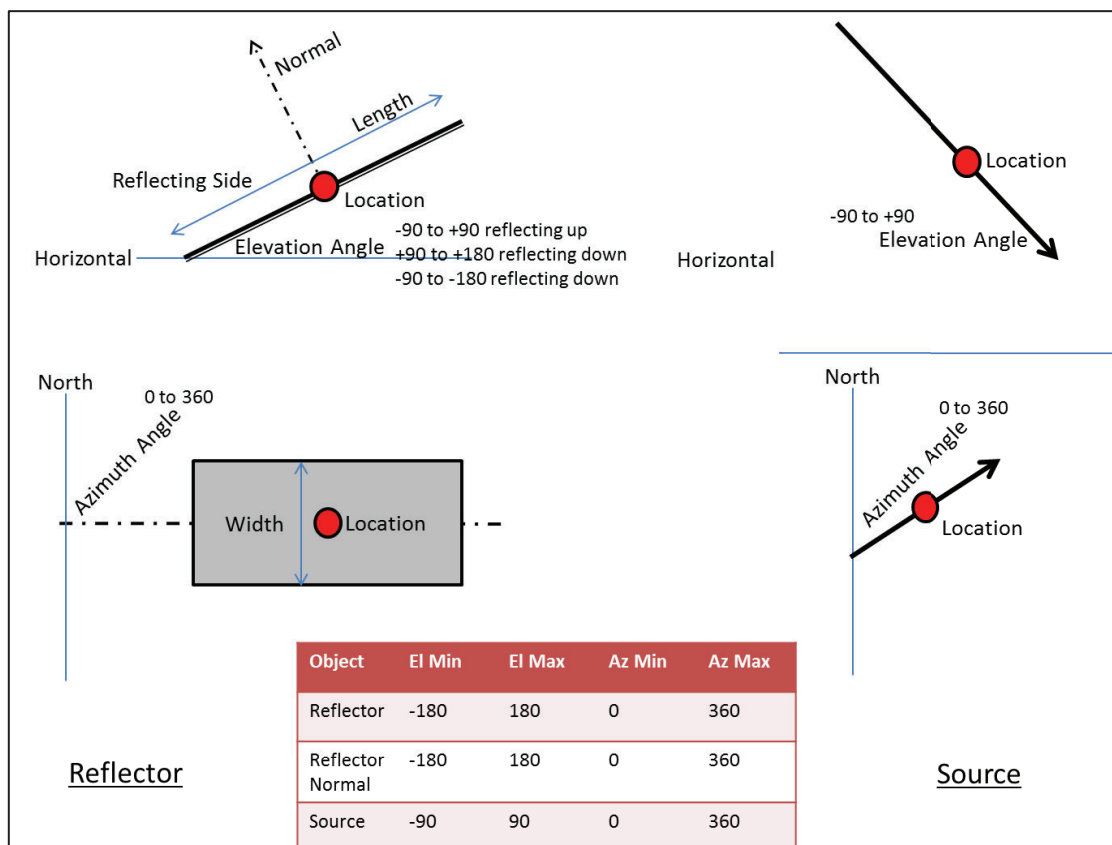 Normal
Length
Reflecting Side
Location
Elevation Angle
-90 to +90 reflecting up
+90 to +180 reflecting down
-90 to -180 reflecting down
Horizontal
Location
-90 to +90
Elevation Angle
Horizontal
North
0 to 360
Azimuth Angle
Width
Location
North
0 to 360
Azimuth Angle
Location
Object El Min El Max Az Min Az Max
Reflector -180 180 0 360
Reflector
Normal -180 180 0 360
Source -90 90 0 360
Reflector
Source